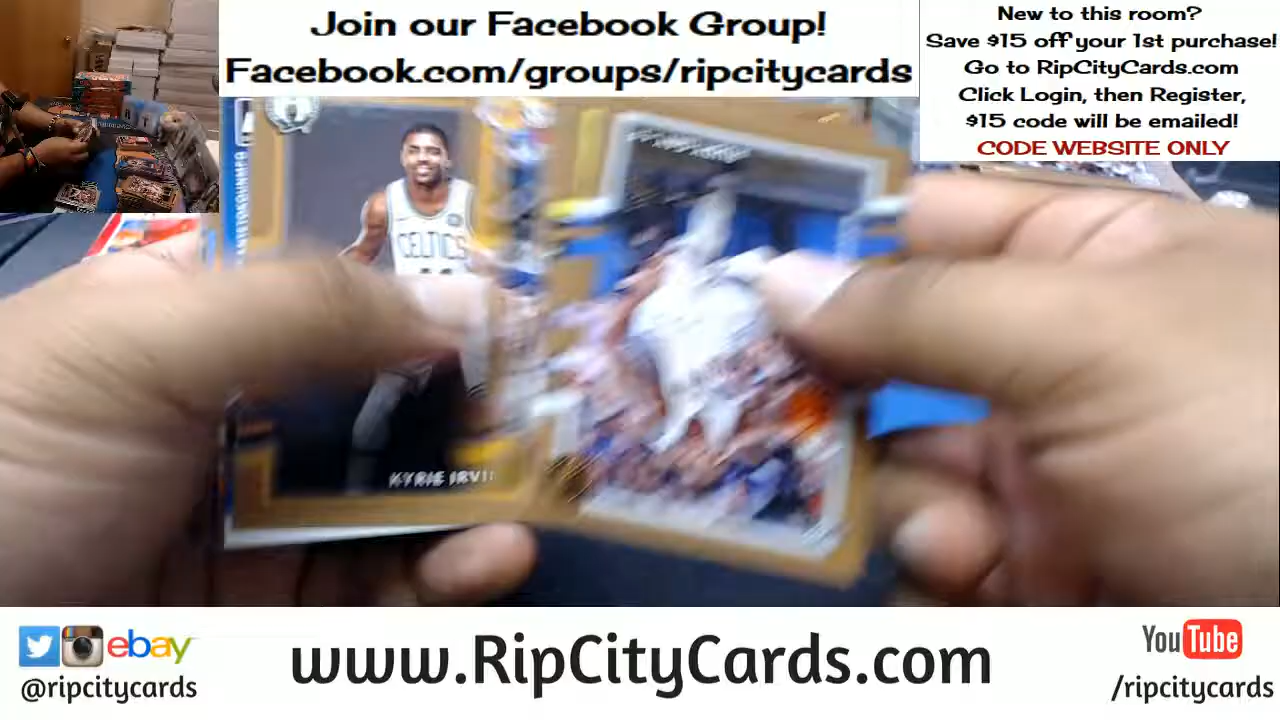 Join our Facebook Group!
Facebook.com/groups/ripcitycards
New to this room?
Save $15 off your 1st purchase!
Go to RipCityCards.com
Click Login, then Register,
$15 code will be emailed!
CODE WEBSITE ONLY
CELTICS
KYRIE
ebay
@ripcitycards
www.RipCityCards.com
YouTube
/ripcitycards